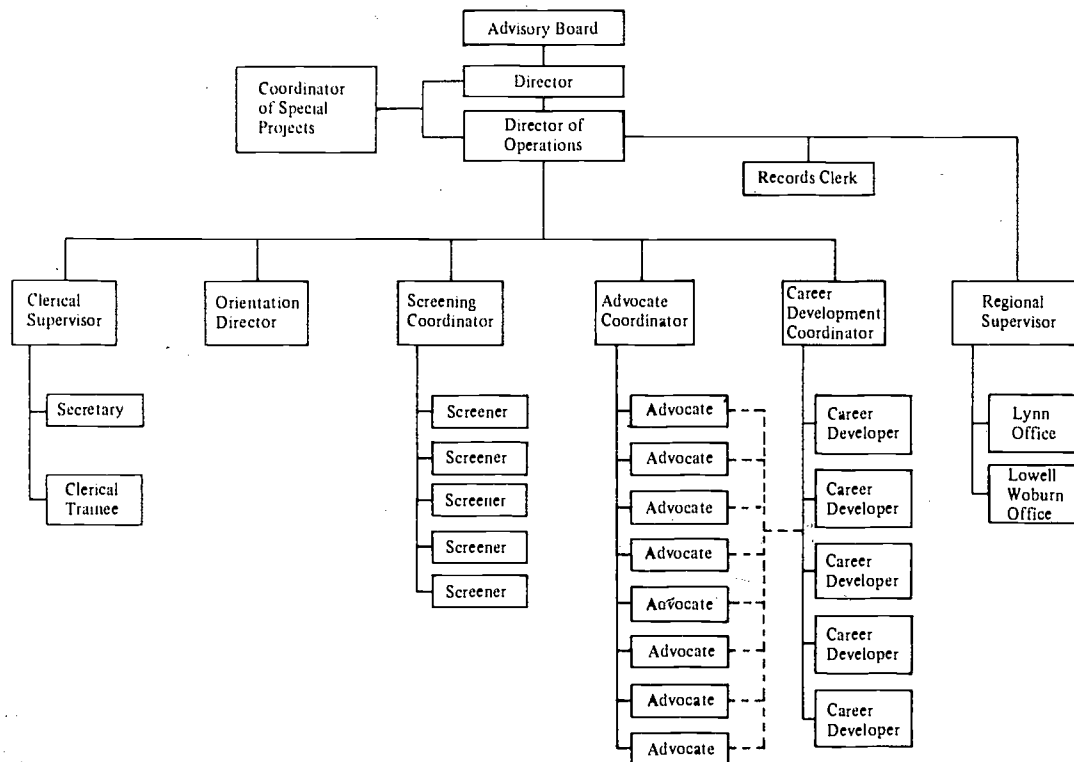 Advisory Board
Director
Coordinator
of Special
Projects
Director of
Operations
Records Clerk
Clerical
Supervisor
Orientation
Director
Screening
Coordinator
Advocate
Coordinator
Career
Development
Coordinator
Regional
Supervisor
Secretary
Clerical
Trainee
Screener
Screener
Screener
Screener
Screener
Advocate
Advocate
Advocate
Advocate
Advocate
Advocate
Advocate
Advocate
Career
Developer
Career
Developer
Career
Developer
Career
Developer
Career
Developer
Lynn
Office
Lowell
Woburn
Office